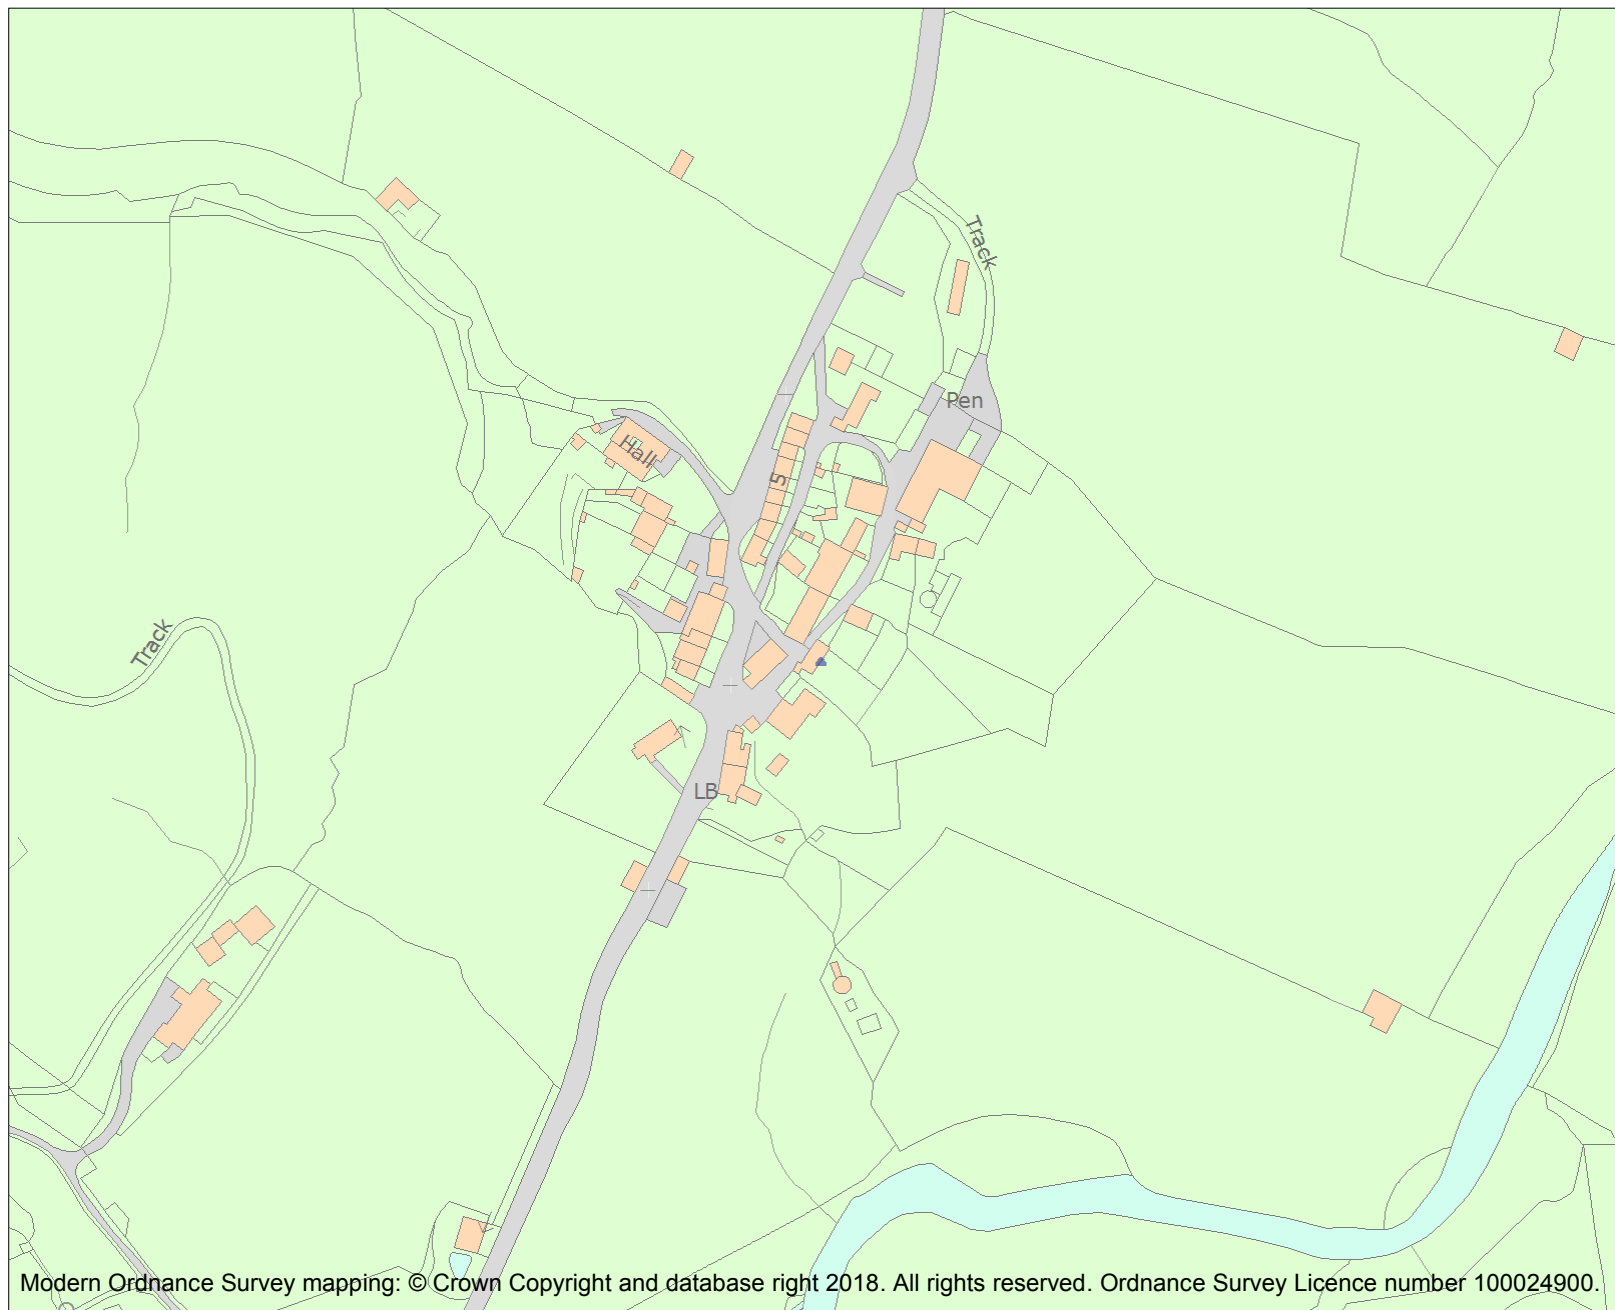 Track
Pen
Hall
5
Track
LB
Modern Ordnance Survey mapping: © Crown Copyright and database right 2018. All rights reserved. Ordnance Survey Licence number 100024900.